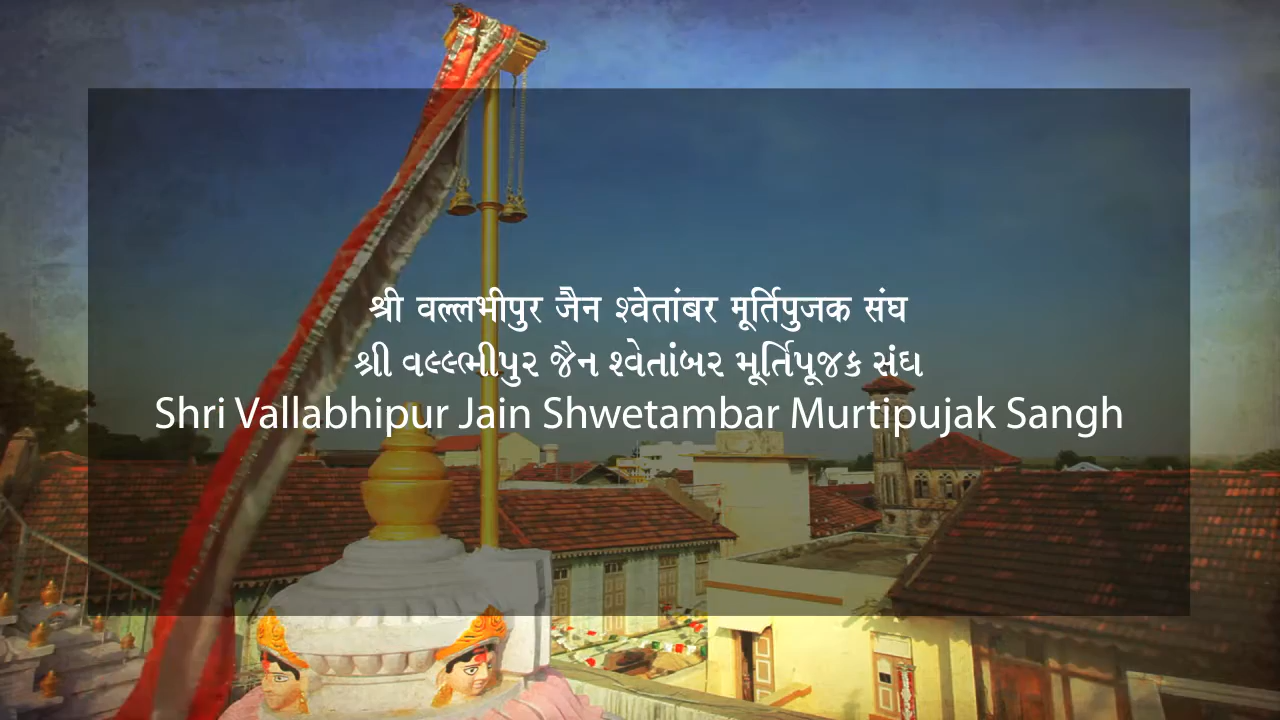 श्री वल्लभीपुर जैन श्वेतांबर मूर्तिपुजक संघ
શ્રી વલ્લભીપુર જૈન શ્વેતાંબર મૂર્તિપૂજક સંઘ
Shri Vallabhipur Jain Shwetambar Murtipujak Sangh